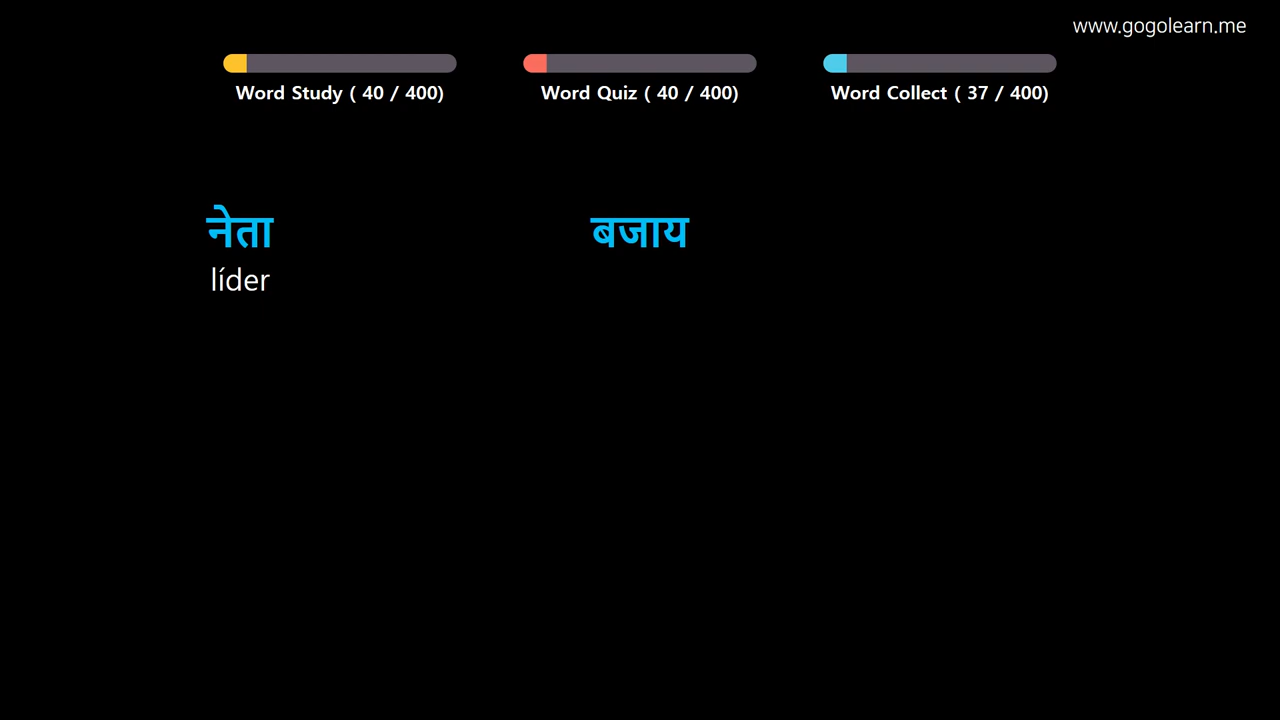 www.gogolearn.me
Word Study ( 40 / 400)
Word Quiz ( 40 / 400)
Word Collect ( 37 / 400)
नेता
बजाय
líder